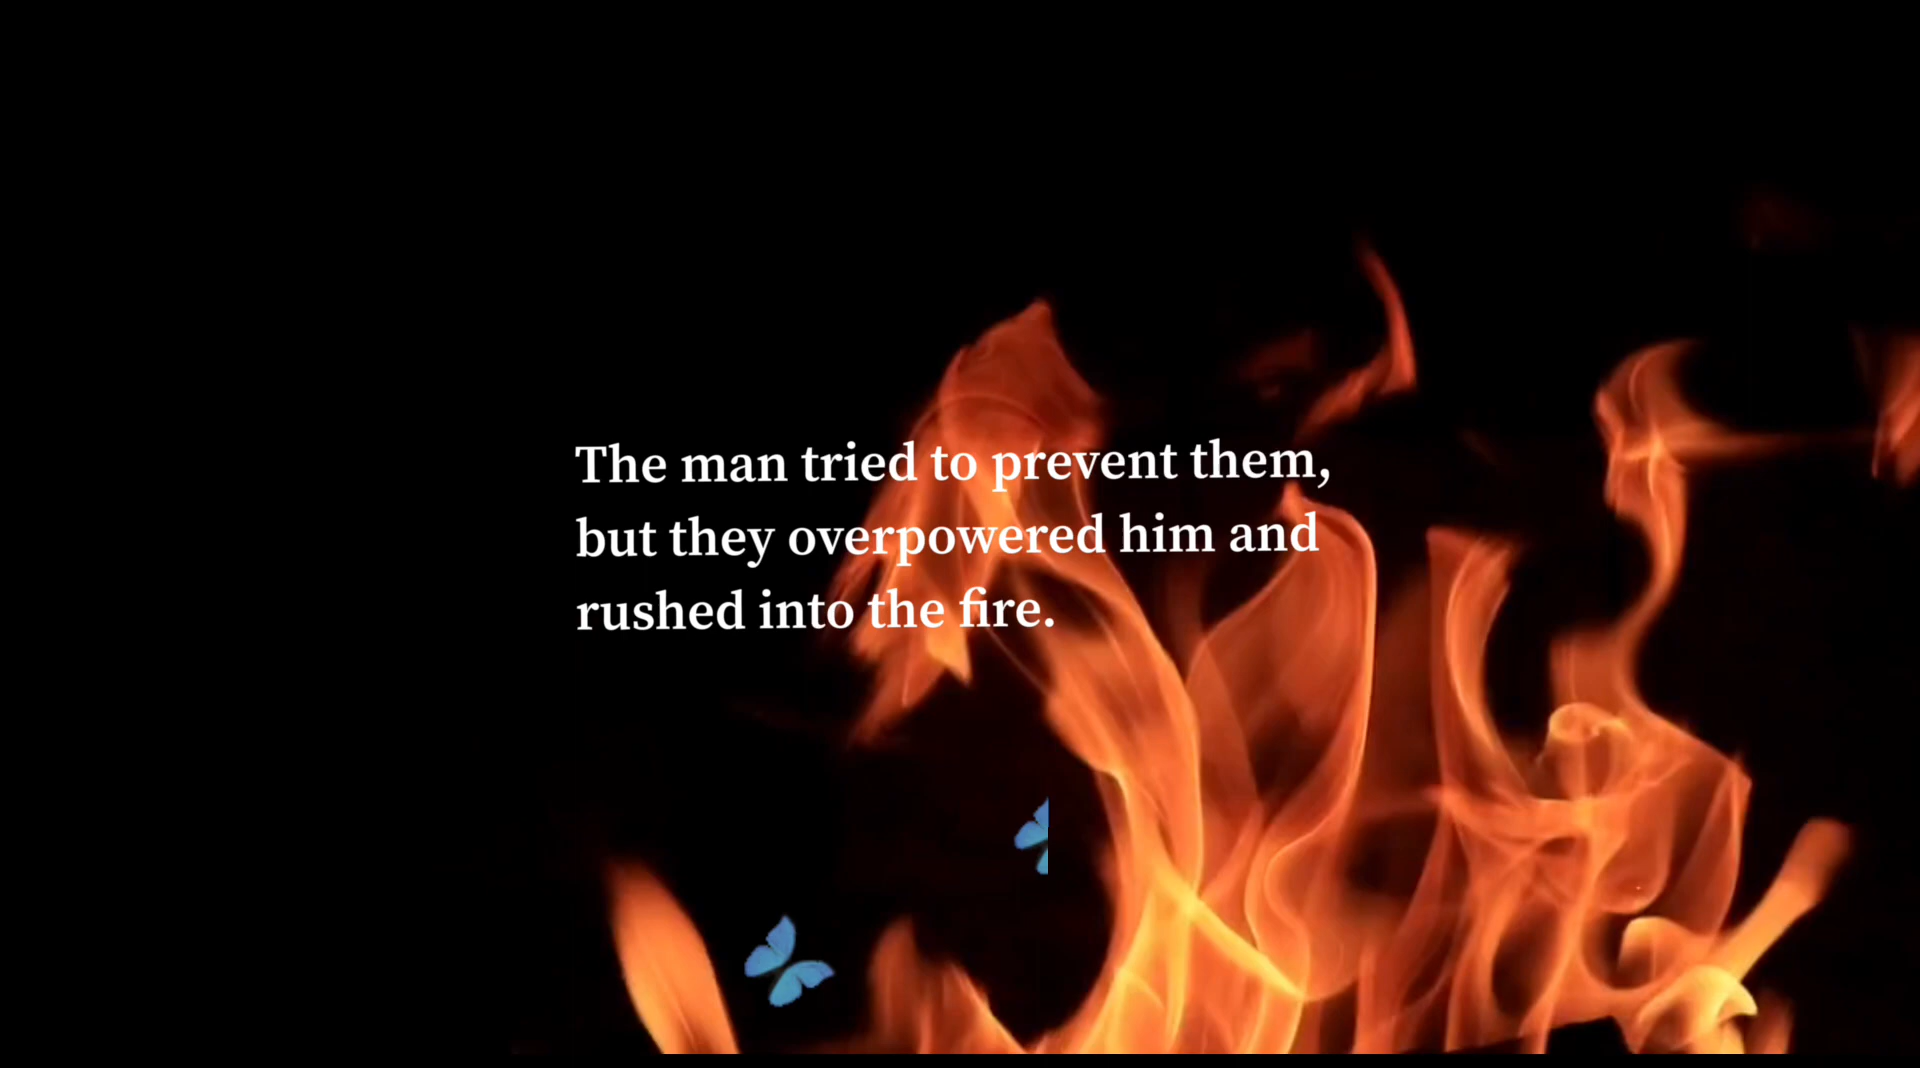 The man tried to prevent them,
but they overpowered him and
rushed into the fire.